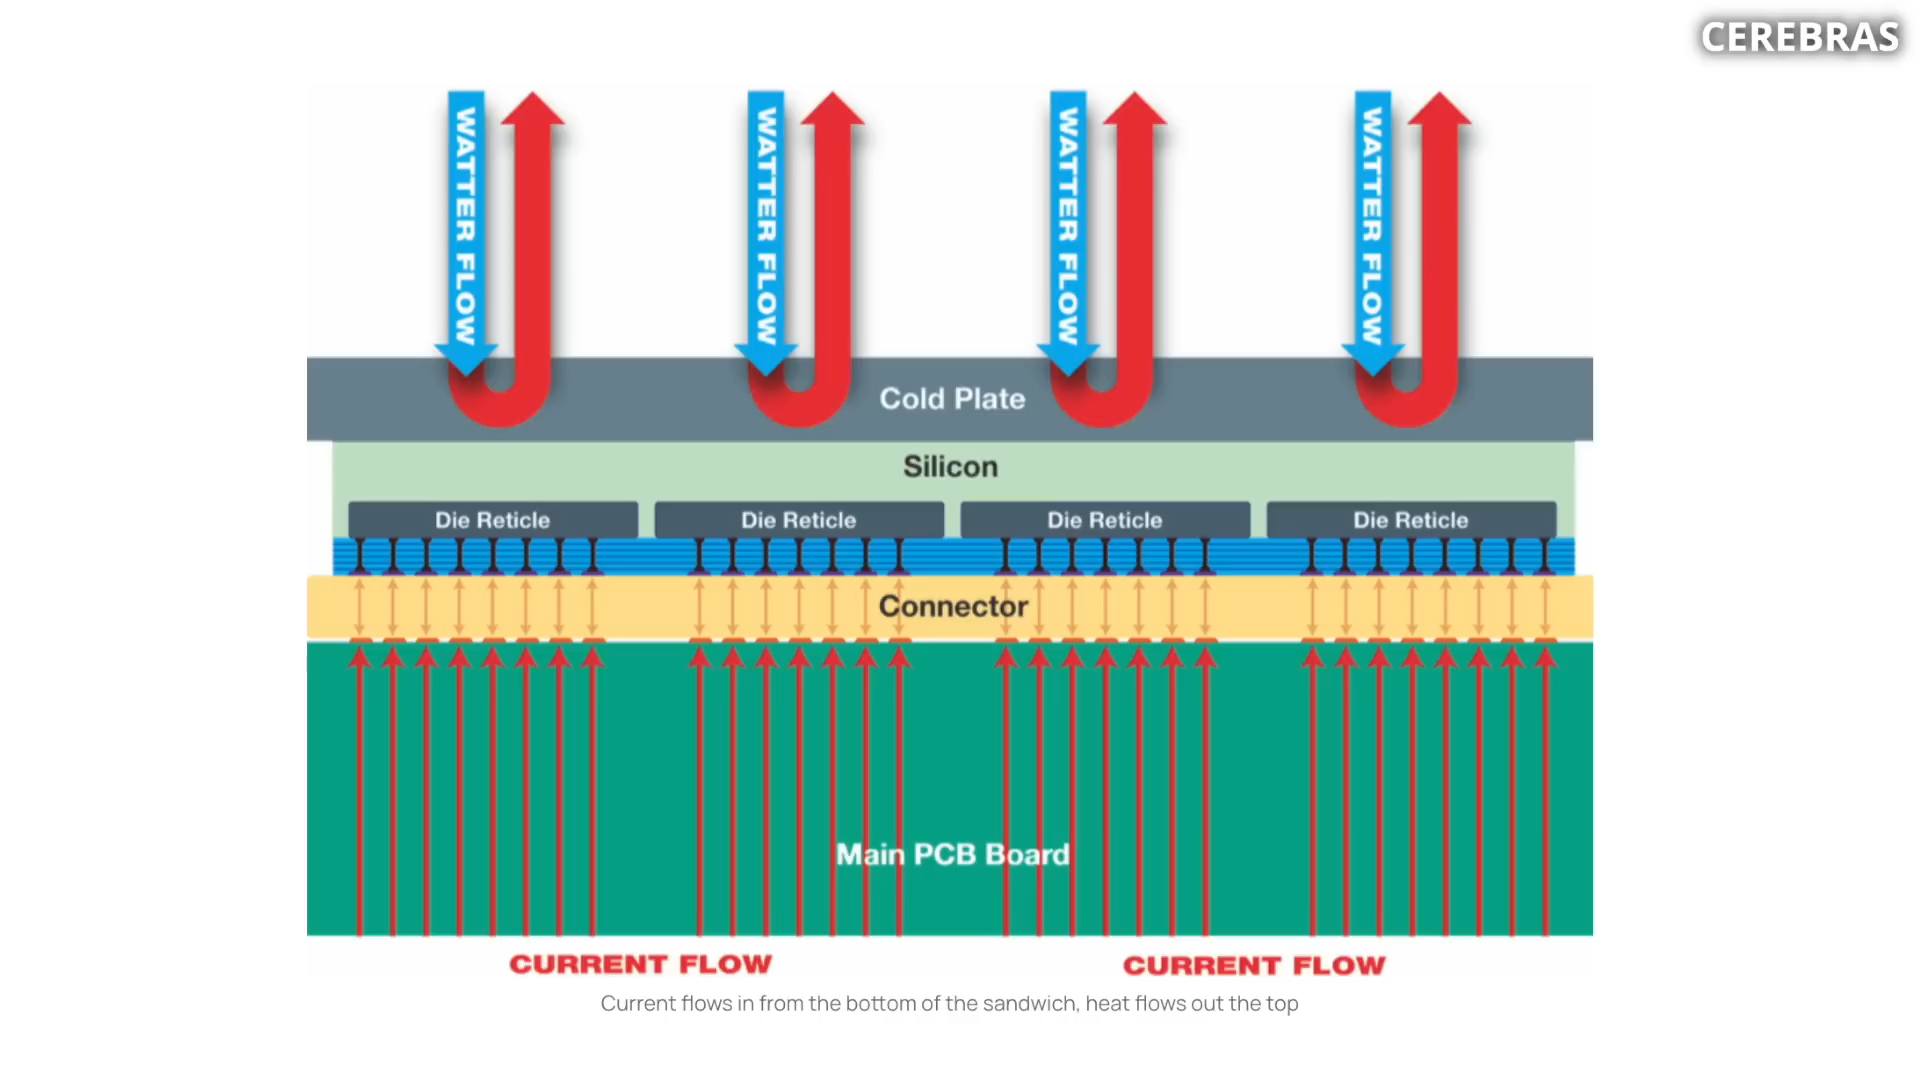 CEREBRAS
WATTER FLOW
WATTER FLOW
WATTER FLOW
WATTER FLOW
Cold Plate
Silicon
Die Reticle
Die Reticle
Die Reticle
Die Reticle
Connector
Main PCB Board
CURRENT FLOW
CURRENT FLOW
Current flows in from the bottom of the sandwich, heat flows out the top